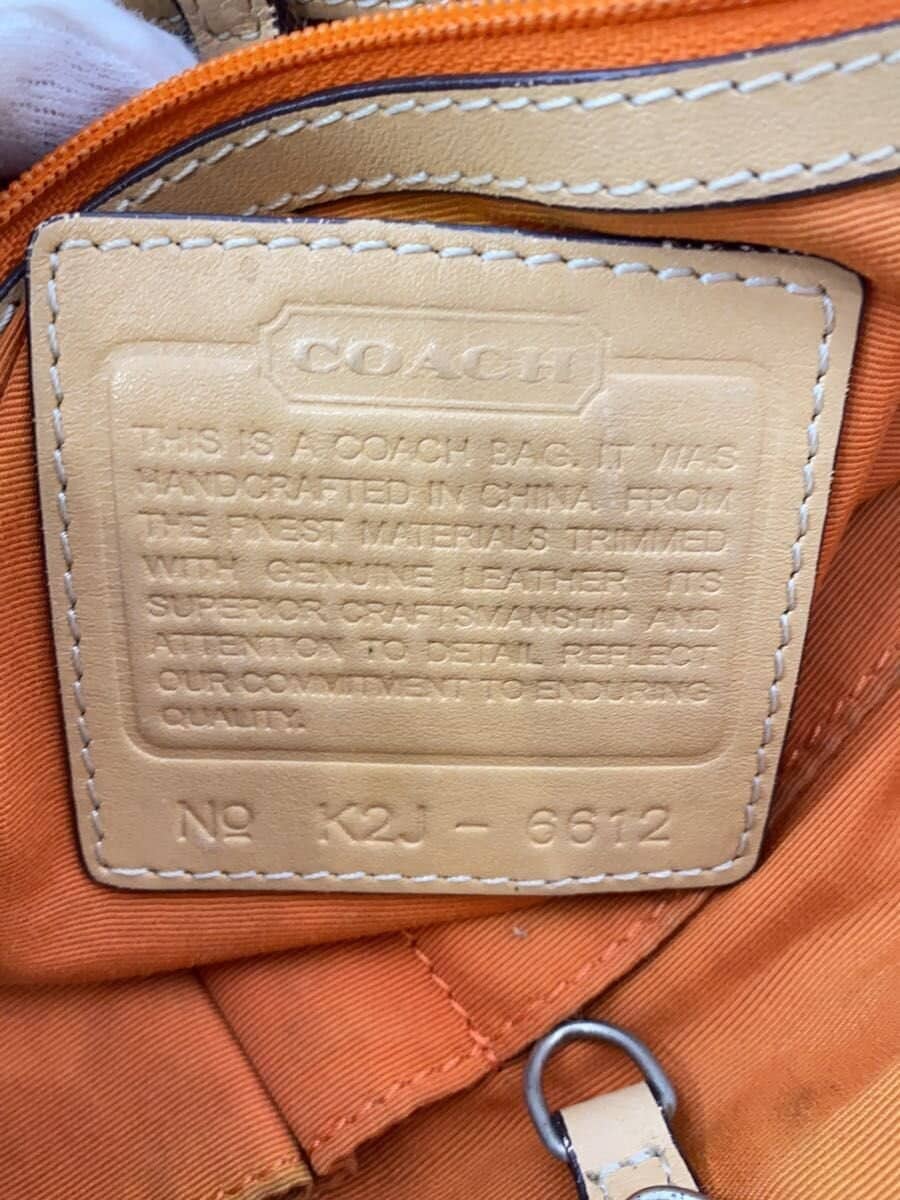 COACH
THIS IS A COACH BAG. IT WAS
HANDCRAFTED IN CHINA FROM
THE FINEST MATERIALS TRIMMED
WITH GENUINE LEATHER. ITS
SUPERIOR CRAFTSMANSHIP AND
ATTENTION TO DETAIL REFLECT
OUR COMMITMENT TO ENDURING
QUALITY.
No K2J - 6612